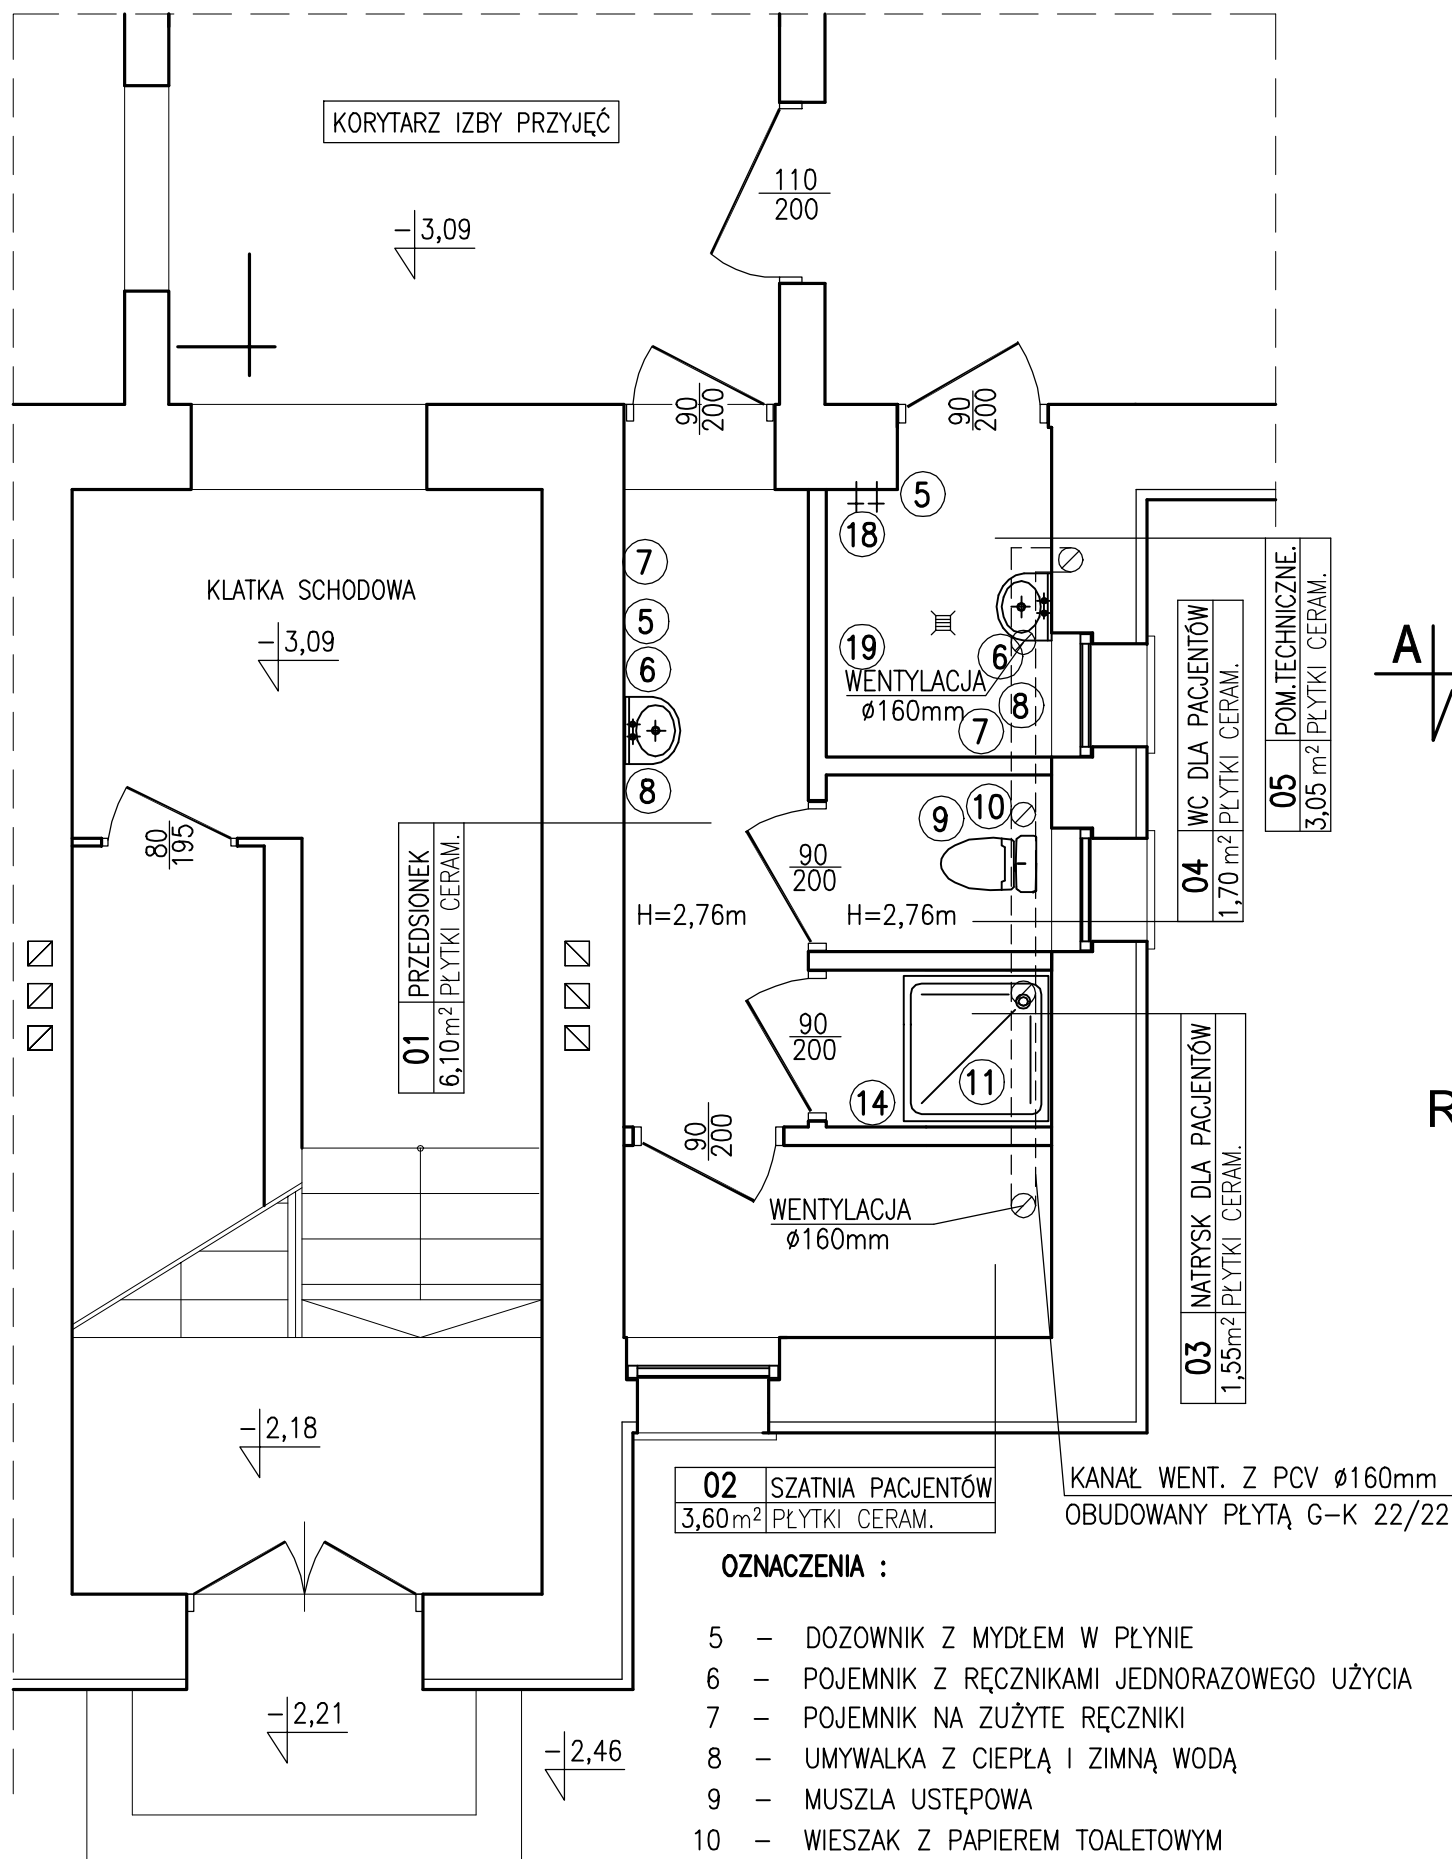 KORYTARZ IZBY PRZYJĘĆ
110
200
-3,09
90
200
90
200
5
18
7
KLATKA SCHODOWA
-3,09
5
6
19
6
WENTYLACJA
ø160mm
8
7
8
A
05 POM.TECHNICZNE.
3,05 m² PŁYTKI CERAM.
04 WC DLA PACJENTÓW
1,70 m² PŁYTKI CERAM.
80
195
9
10
90
200
H=2,76m
H=2,76m
01 PRZEDSIONEK
6,10m² PŁYTKI CERAM.
90
200
11
14
90
200
R
03 NATRYSK DLA PACJENTÓW
1,55m² PŁYTKI CERAM.
WENTYLACJA
ø160mm
-2,18
02 SZATNIA PACJENTÓW
3,60m² PŁYTKI CERAM.
KANAŁ WENT. Z PCV ø160mm
OBUDOWANY PŁYTĄ G-K 22/22
-2,21
-2,46
OZNACZENIA :
5 - DOZOWNIK Z MYDŁEM W PŁYNIE
6 - POJEMNIK Z RĘCZNIKAMI JEDNORAZOWEGO UŻYCIA
7 - POJEMNIK NA ZUŻYTE RĘCZNIKI
8 - UMYWALKA Z CIEPŁĄ I ZIMNĄ WODĄ
9 - MUSZLA USTĘPOWA
10 - WIESZAK Z PAPIEREM TOALETOWYM